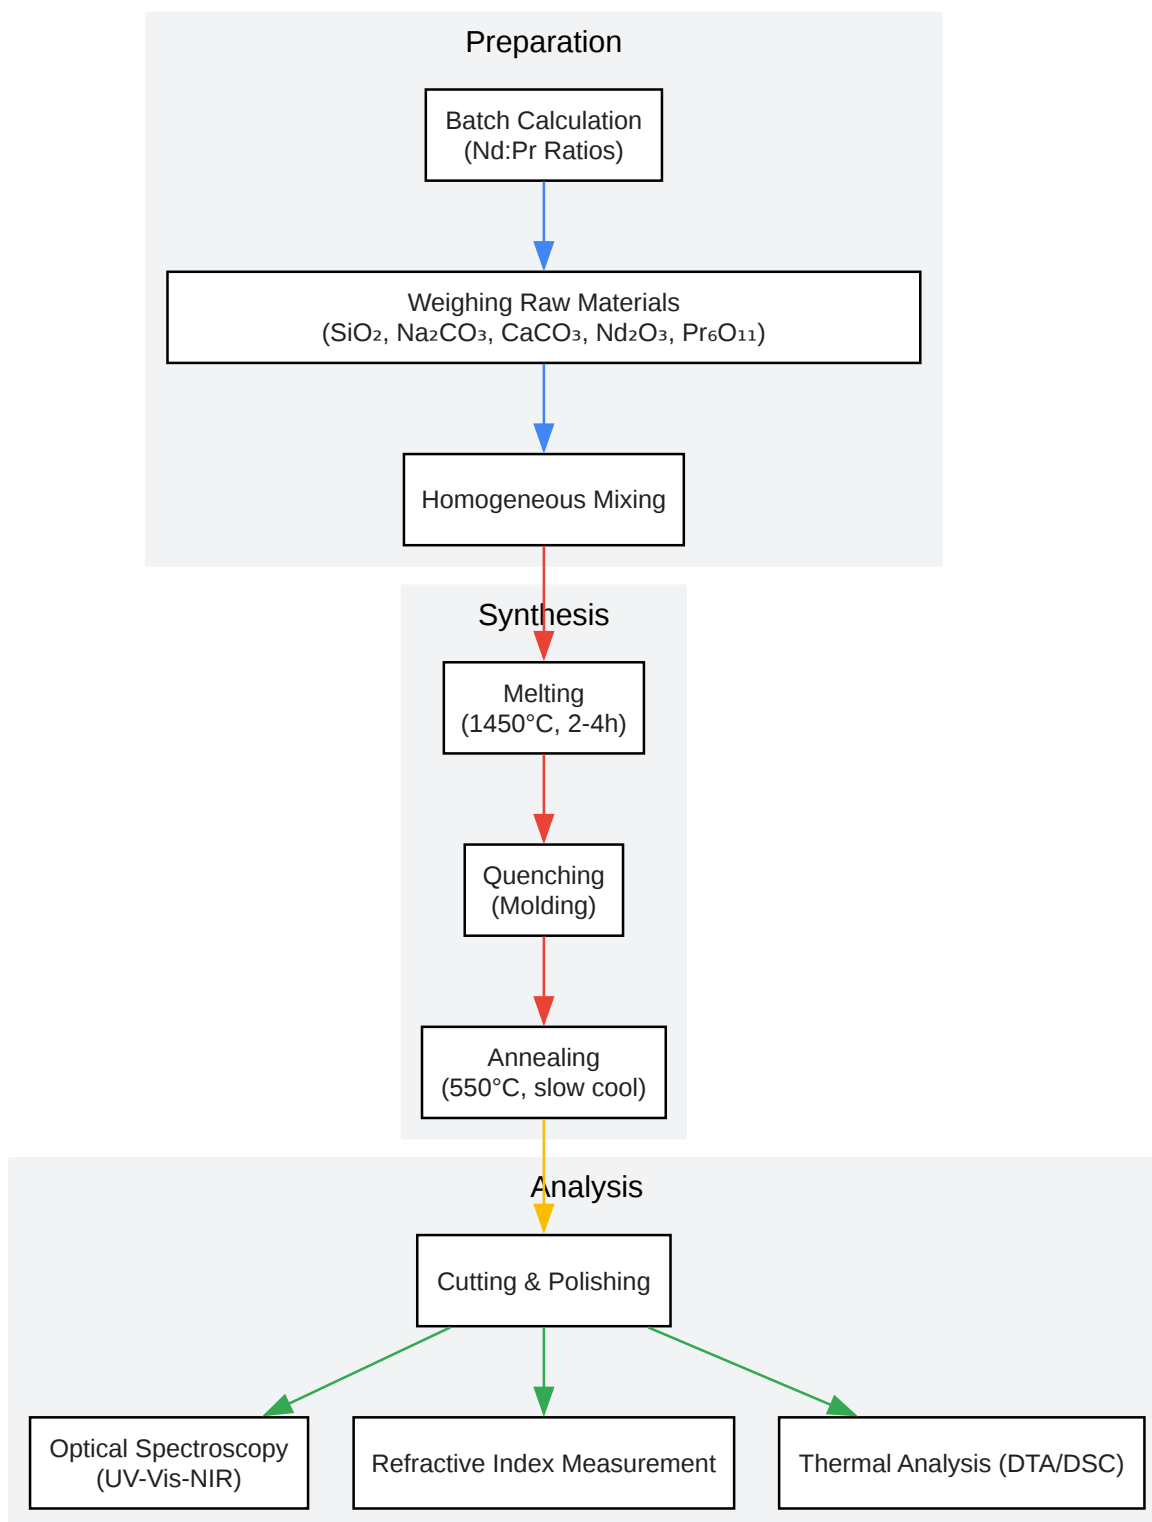 Preparation
Batch Calculation
(Nd:Pr Ratios)
Weighing Raw Materials
(SiO₂, Na₂CO₃, CaCO₃, Nd₂O₃, Pr₆O₁₁)
Homogeneous Mixing
Synthesis
Melting
(1450°C, 2-4h)
Quenching
(Molding)
Annealing
(550°C, slow cool)
Analysis
Cutting & Polishing
Optical Spectroscopy
(UV-Vis-NIR)
Refractive Index Measurement
Thermal Analysis (DTA/DSC)